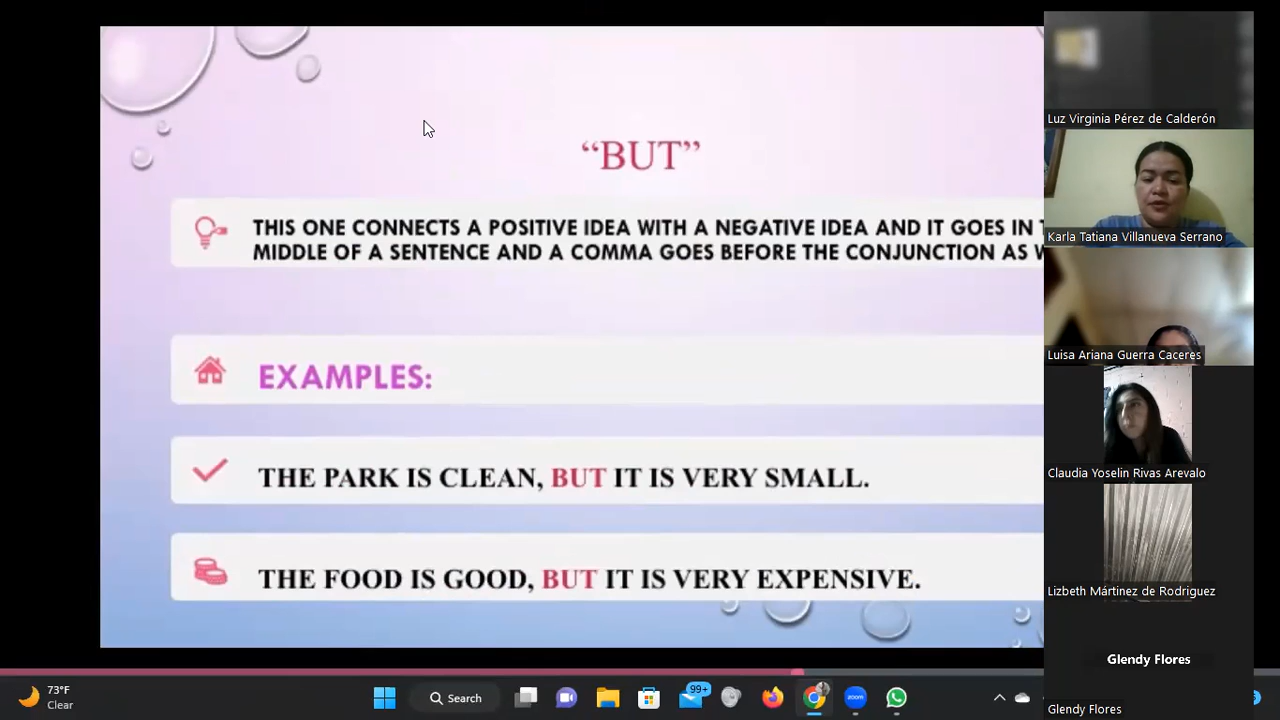 “BUT”
THIS ONE CONNECTS A POSITIVE IDEA WITH A NEGATIVE IDEA AND IT GOES IN
MIDDLE OF A SENTENCE AND A COMMA GOES BEFORE THE CONJUNCTION AS
EXAMPLES:
THE PARK IS CLEAN, BUT IT IS VERY SMALL.
THE FOOD IS GOOD, BUT IT IS VERY EXPENSIVE.
Luz Virginia Pérez de Calderón
Karla Tatiana Villanueva Serrano
Luisa Ariana Guerra Caceres
Claudia Yoselin Rivas Arevalo
Lizbeth Mártinez de Rodriguez
Glendy Flores
Glendy Flores
73°F
Clear
Search
99+
zoom